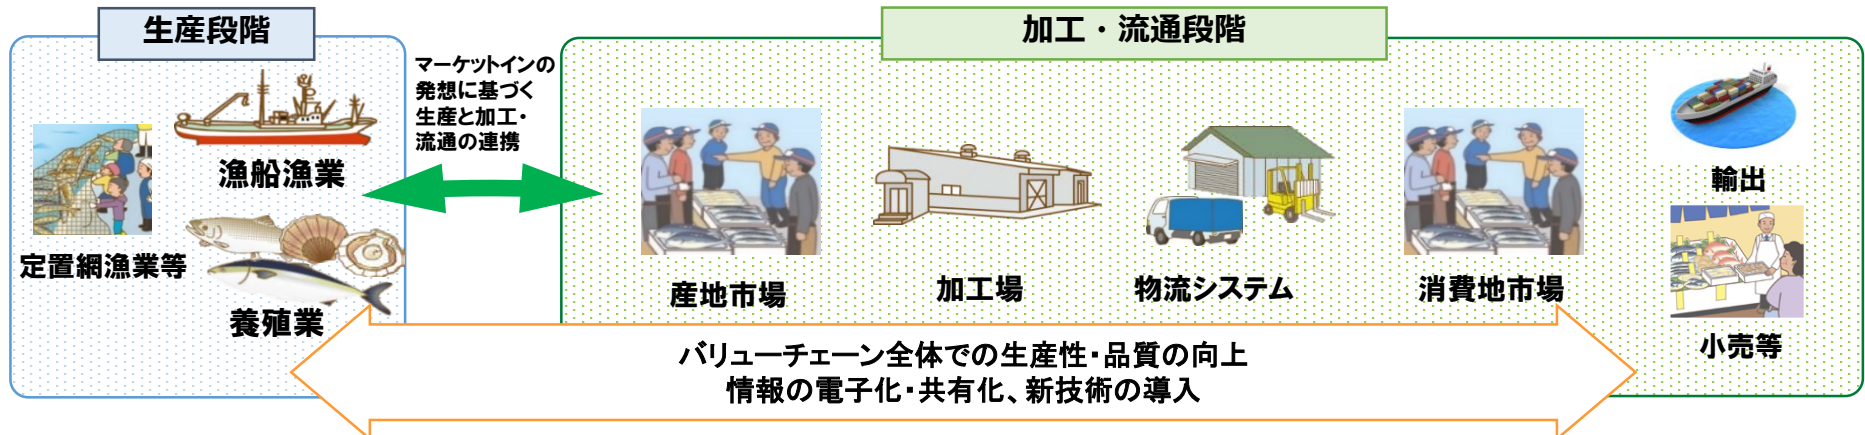 生産段階
漁船漁業
定置網漁業等
養殖業
マーケットインの
発想に基づく
生産と加工・
流通の連携
加工・流通段階
産地市場
加工場
物流システム
消費地市場
輸出
小売等
バリューチェーン全体での生産性・品質の向上
情報の電子化・共有化、新技術の導入